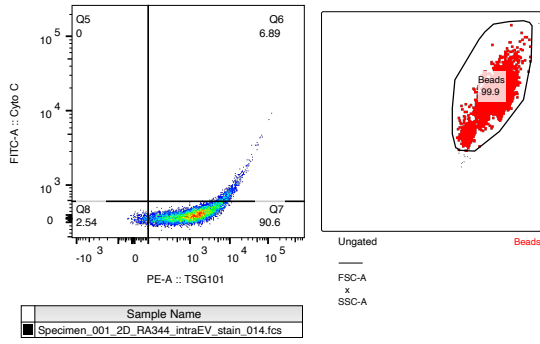 Q5
0
Q6
6.89
10^5
10^4
10^3
0
FITC-A :: Cyto C
Q8
2.54
Q7
90.6
-10^3
0
10^3
10^4
10^5
PE-A :: TSG101
Beads
99.9
Ungated
Beads
FSC-A
x
SSC-A
Sample Name
Specimen_001_2D_RA344_intraEV_stain_014.fcs